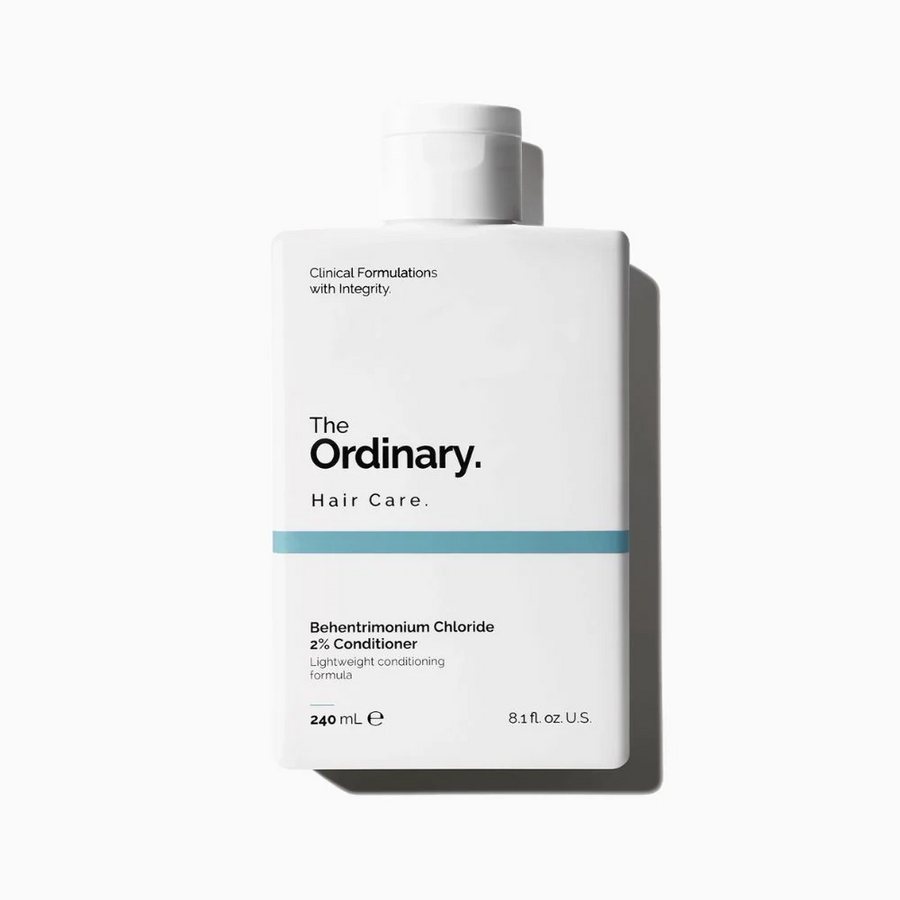 Clinical Formulations
with Integrity.
The
Ordinary.
Hair Care.
Behentrimonium Chloride
2% Conditioner
Lightweight conditioning
formula
240 mL ℮
8.1 fl. oz. U.S.